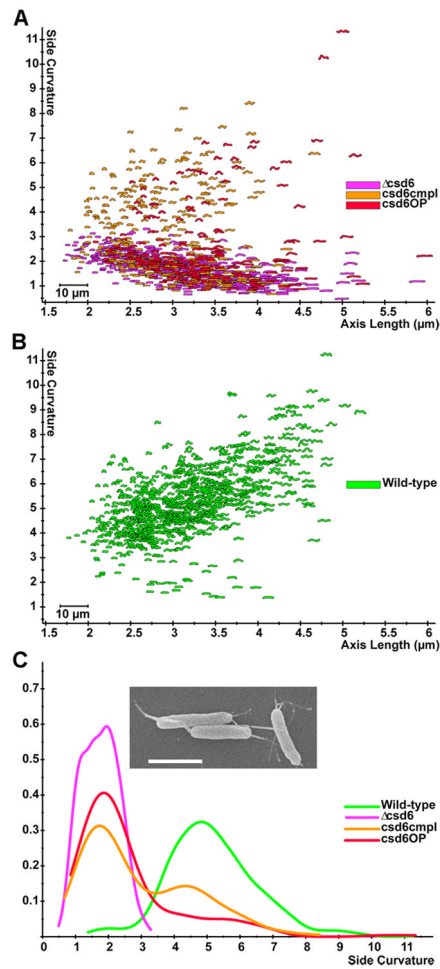 A
Side Curvature
11
10
9
8
7
6
5
4
3
2
1
Δcsd6
csd6cmpl
csd6OP
10 µm
1.5 2 2.5 3 3.5 4 4.5 5 5.5 6
Axis Length (µm)
B
Side Curvature
11
10
9
8
7
6
5
4
3
2
1
Wild-type
10 µm
1.5 2 2.5 3 3.5 4 4.5 5 5.5 6
Axis Length (µm)
C
0.7
0.6
0.5
0.4
0.3
0.2
0.1
Wild-type
Δcsd6
csd6cmpl
csd6OP
0 1 2 3 4 5 6 7 8 9 10 11
Side Curvature